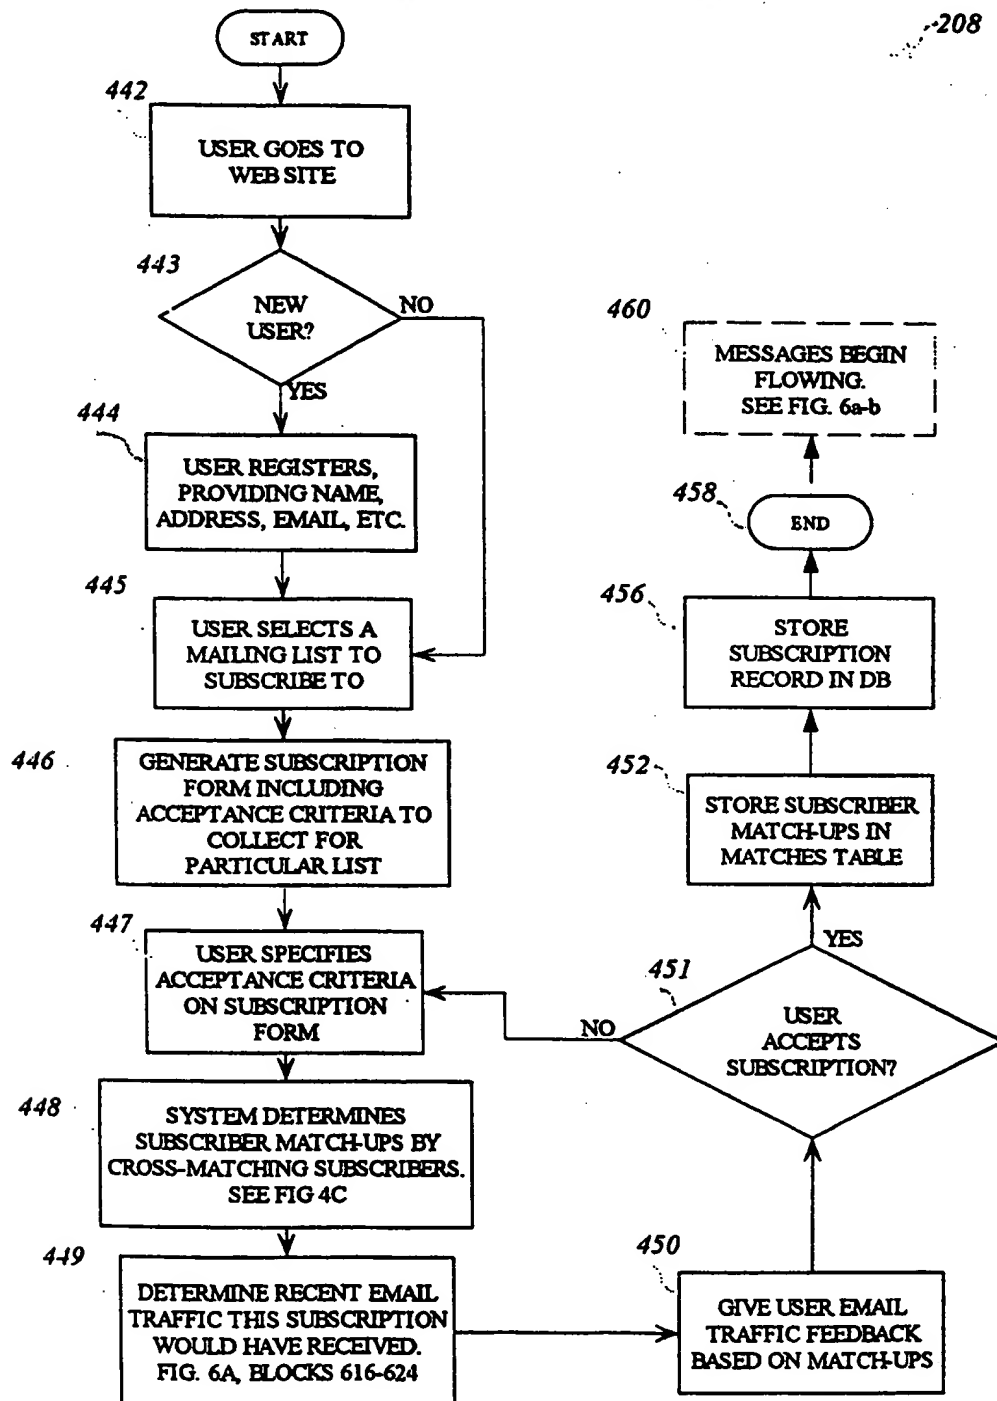 START
208
442
USER GOES TO
WEB SITE
443
NEW
USER?
NO
YES
444
USER REGISTERS,
PROVIDING NAME,
ADDRESS, EMAIL, ETC.
445
USER SELECTS A
MAILING LIST TO
SUBSCRIBE TO
446
GENERATE SUBSCRIPTION
FORM INCLUDING
ACCEPTANCE CRITERIA TO
COLLECT FOR
PARTICULAR LIST
447
USER SPECIFIES
ACCEPTANCE CRITERIA
ON SUBSCRIPTION
FORM
448
SYSTEM DETERMINES
SUBSCRIBER MATCH-UPS BY
CROSS-MATCHING SUBSCRIBERS.
SEE FIG 4C
449
DETERMINE RECENT EMAIL
TRAFFIC THIS SUBSCRIPTION
WOULD HAVE RECEIVED.
FIG. 6A, BLOCKS 616-624
450
GIVE USER EMAIL
TRAFFIC FEEDBACK
BASED ON MATCH-UPS
451
USER
ACCEPTS
SUBSCRIPTION?
NO
YES
452
STORE SUBSCRIBER
MATCH-UPS IN
MATCHES TABLE
456
STORE
SUBSCRIPTION
RECORD IN DB
458
END
460
MESSAGES BEGIN
FLOWING.
SEE FIG. 6a-b